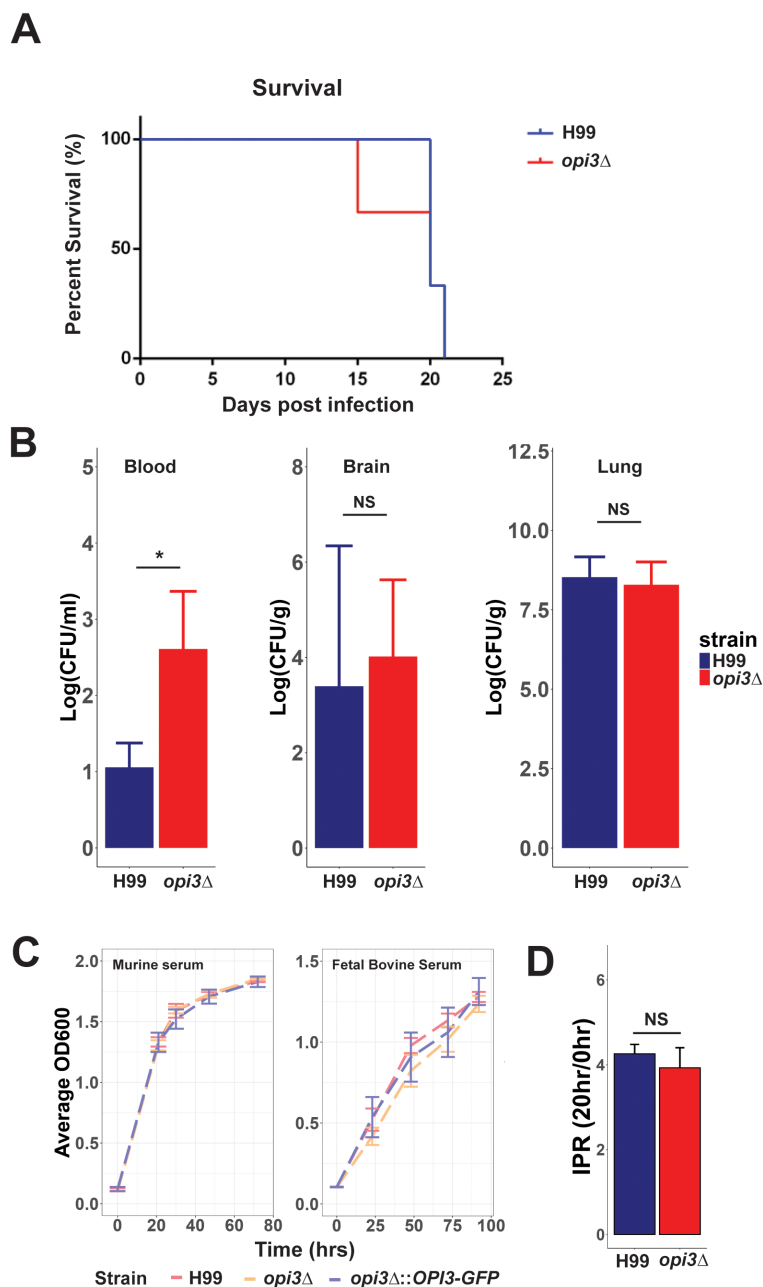 A
Survival
Percent Survival (%)
100
50
0
0 5 10 15 20 25
Days post infection
H99
opi3Δ
B
Blood
Log(CFU/ml)
5
4
3
2
1
0
*
H99 opi3Δ
Brain
Log(CFU/g)
8
6
4
2
0
NS
H99 opi3Δ
Lung
Log(CFU/g)
12.5
10.0
7.5
5.0
2.5
0.0
NS
H99 opi3Δ
strain
H99
opi3Δ
C
Average OD600
Murine serum
2.0
1.5
1.0
0.5
0.0
0 20 40 60 80
Fetal Bovine Serum
1.5
1.0
0.5
0.0
0 25 50 75 100
Time (hrs)
Strain H99 opi3Δ opi3Δ::OPI3-GFP
D
IPR (20hr/0hr)
6
4
2
0
NS
H99 opi3Δ